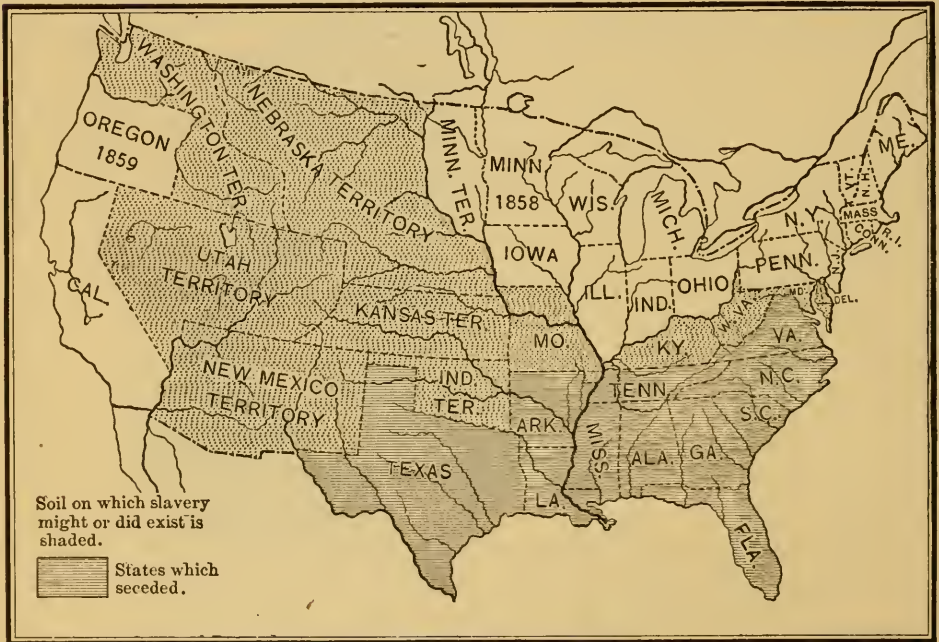 WASHINGTON TER.
NEBRASKA TERRITORY
OREGON
1859
MINN. TER.
MINN
1858
WIS.
MICH.
ME.
VT.
N.H.
MASS
R.I.
CONN.
N.Y.
IOWA
PENN.
N.J.
UTAH
TERRITORY
CAL.
ILL.
IND.
OHIO
MD.
DEL.
W. VA.
VA.
KANSAS TER.
MO.
KY.
NEW MEXICO
TERRITORY
IND.
TER.
TENN
N.C.
S.C.
ARK.
MISS
ALA.
GA.
TEXAS
LA.
FLA.
Soil on which slavery
might or did exist is
shaded.
States which
seceded.